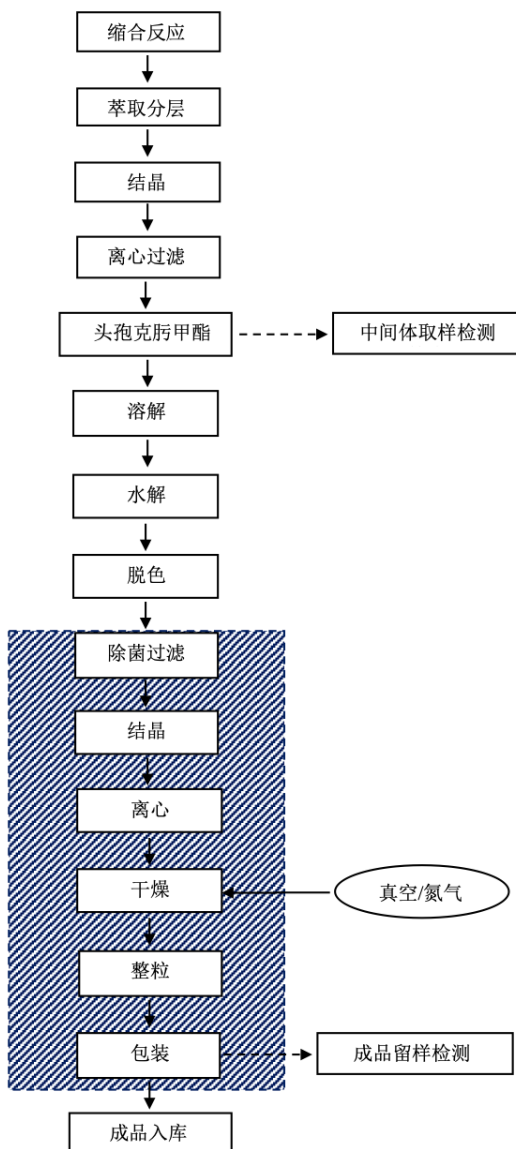 缩合反应
萃取分层
结晶
离心过滤
头孢克肟甲酯
中间体取样检测
溶解
水解
脱色
除菌过滤
结晶
离心
干燥
真空/氮气
整粒
包装
成品留样检测
成品入库